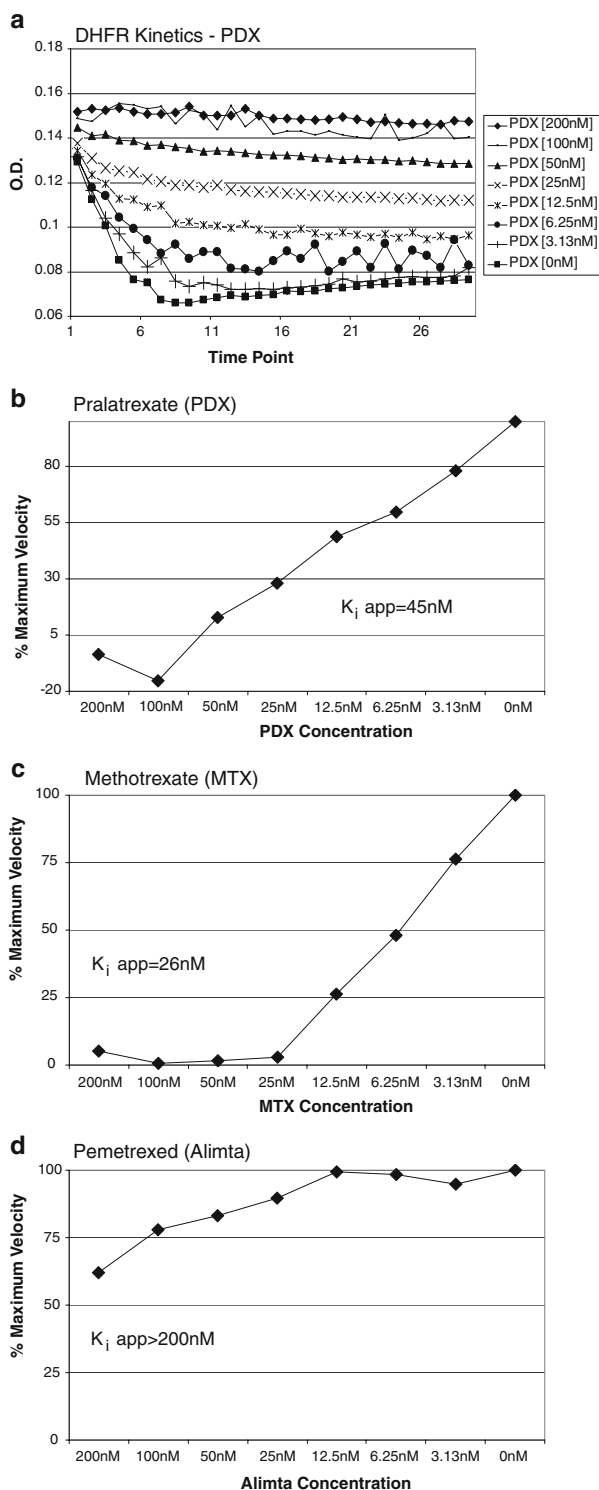 a
DHFR Kinetics - PDX
0.18
0.16
0.14
0.12
0.1
0.08
0.06
O.D.
1 6 11 16 21 26
Time Point
PDX [200nM]
PDX [100nM]
PDX [50nM]
PDX [25nM]
PDX [12.5nM]
PDX [6.25nM]
PDX [3.13nM]
PDX [0nM]
b
Pralatrexate (PDX)
80
55
30
5
-20
% Maximum Velocity
Ki app=45nM
200nM 100nM 50nM 25nM 12.5nM 6.25nM 3.13nM 0nM
PDX Concentration
c
Methotrexate (MTX)
100
75
50
25
0
% Maximum Velocity
Ki app=26nM
200nM 100nM 50nM 25nM 12.5nM 6.25nM 3.13nM 0nM
MTX Concentration
d
Pemetrexed (Alimta)
100
75
50
25
0
% Maximum Velocity
Ki app>200nM
200nM 100nM 50nM 25nM 12.5nM 6.25nM 3.13nM 0nM
Alimta Concentration